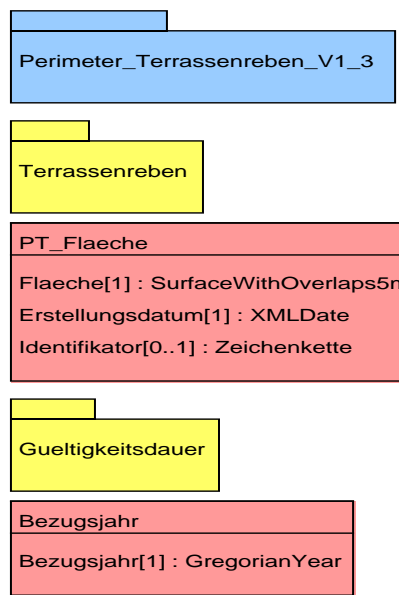 Perimeter_Terrassenreben_V1_3
Terrassenreben
PT_Flaeche
Flaeche[1] : SurfaceWithOverlaps5m
Erstellungsdatum[1] : XMLDate
Identifikator[0..1] : Zeichenkette
Gueltigkeitsdauer
Bezugsjahr
Bezugsjahr[1] : GregorianYear